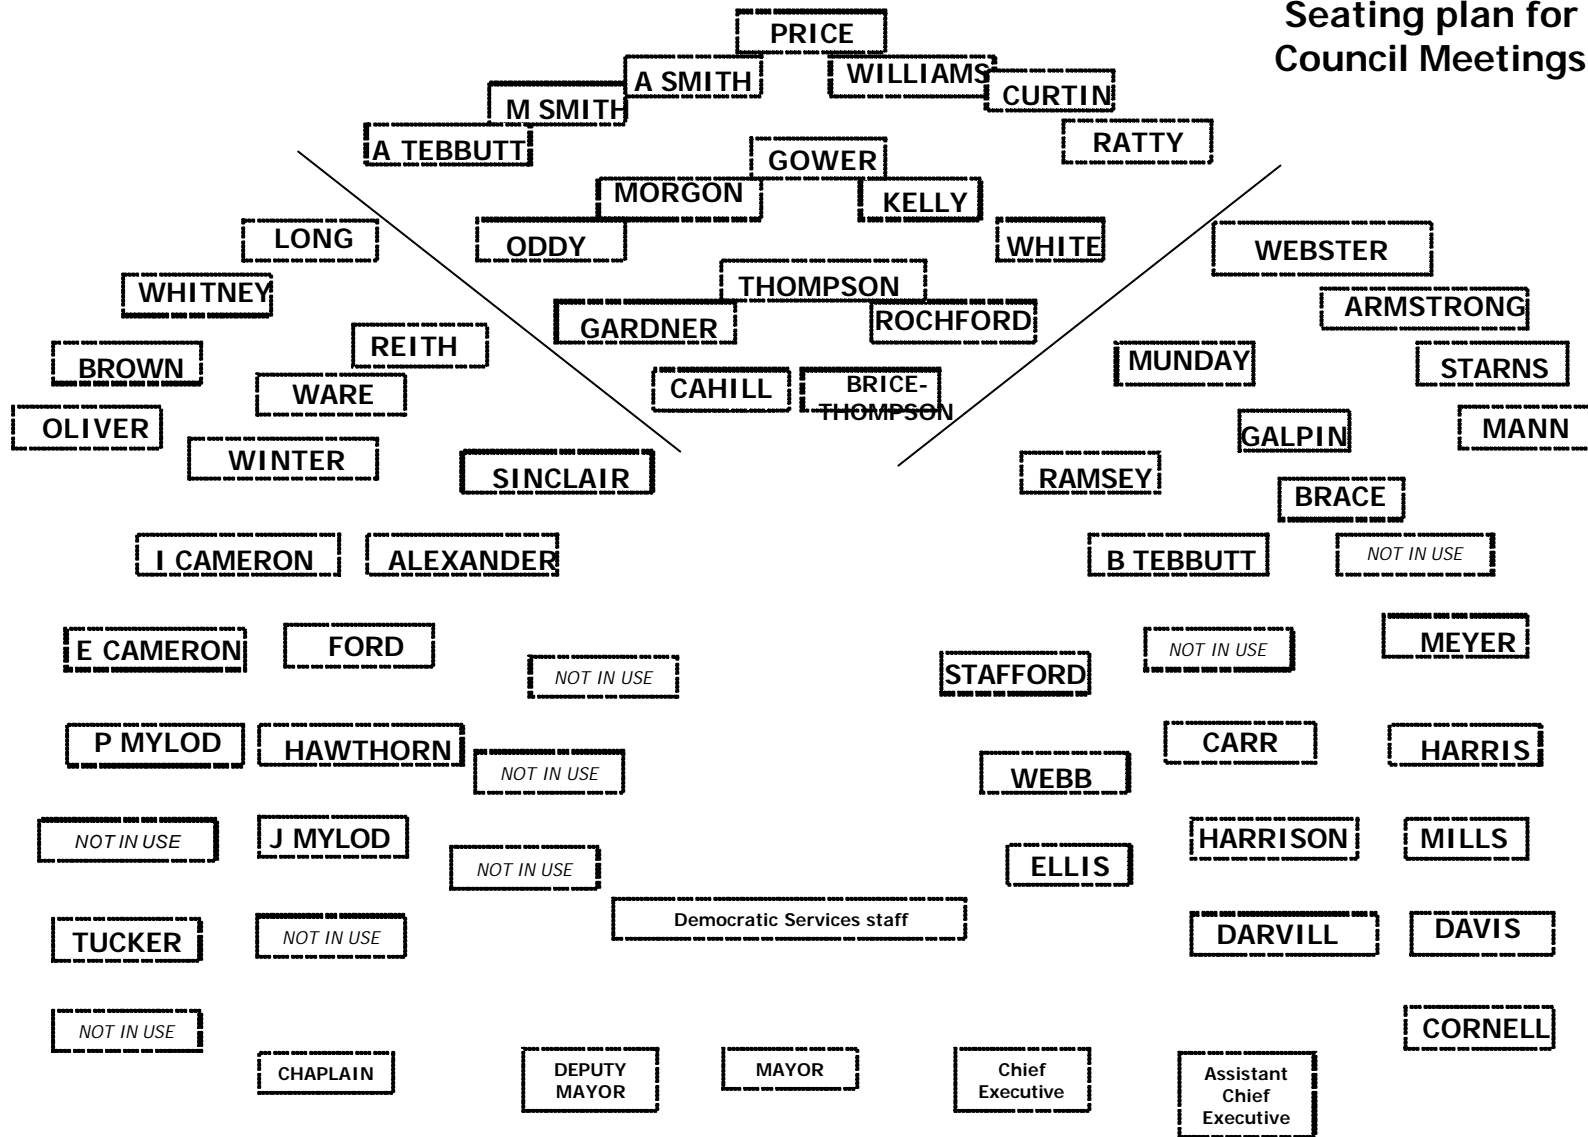 Seating plan for
Council Meetings
PRICE
A SMITH
WILLIAMS
M SMITH
CURTIN
A TEBBUTT
RATTY
GOWER
MORGON
KELLY
LONG
ODDY
WHITE
WEBSTER
WHITNEY
THOMPSON
ARMSTRONG
GARDNER
ROCHFORD
REITH
BROWN
MUNDAY
STARNS
WARE
CAHILL
BRICE-
THOMPSON
OLIVER
GALPIN
MANN
WINTER
SINCLAIR
RAMSEY
BRACE
I CAMERON
ALEXANDER
B TEBBUTT
NOT IN USE
E CAMERON
FORD
NOT IN USE
STAFFORD
NOT IN USE
MEYER
P MYLOD
HAWTHORN
NOT IN USE
WEBB
CARR
HARRIS
NOT IN USE
J MYLOD
NOT IN USE
ELLIS
HARRISON
MILLS
TUCKER
NOT IN USE
Democratic Services staff
DARVILL
DAVIS
NOT IN USE
CORNELL
CHAPLAIN
DEPUTY
MAYOR
MAYOR
Chief
Executive
Assistant
Chief
Executive